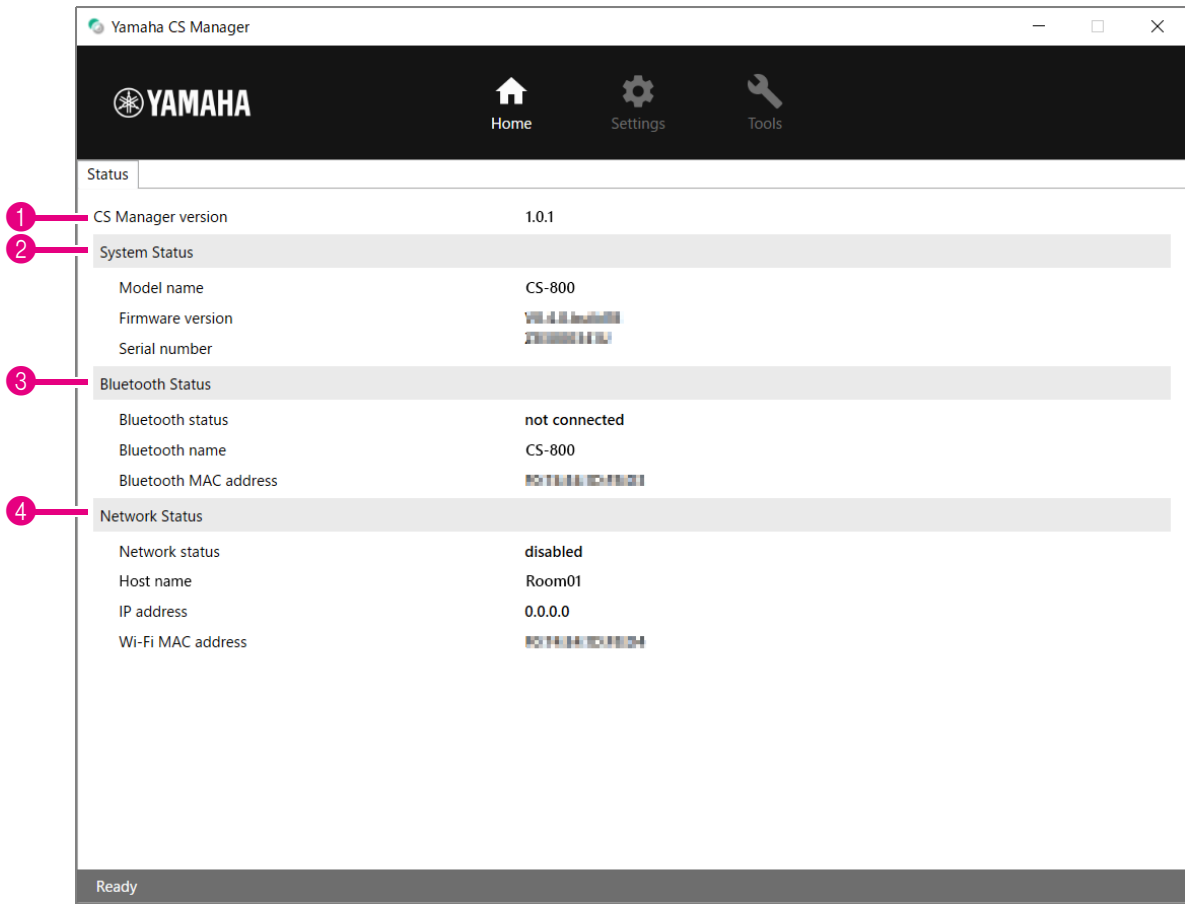 Yamaha CS Manager
YAMAHA
Home Settings Tools
Status
1 CS Manager version 1.0.1
2 System Status
Model name CS-800
Firmware version
Serial number
3 Bluetooth Status
Bluetooth status not connected
Bluetooth name CS-800
Bluetooth MAC address
4 Network Status
Network status disabled
Host name Room01
IP address 0.0.0.0
Wi-Fi MAC address
Ready